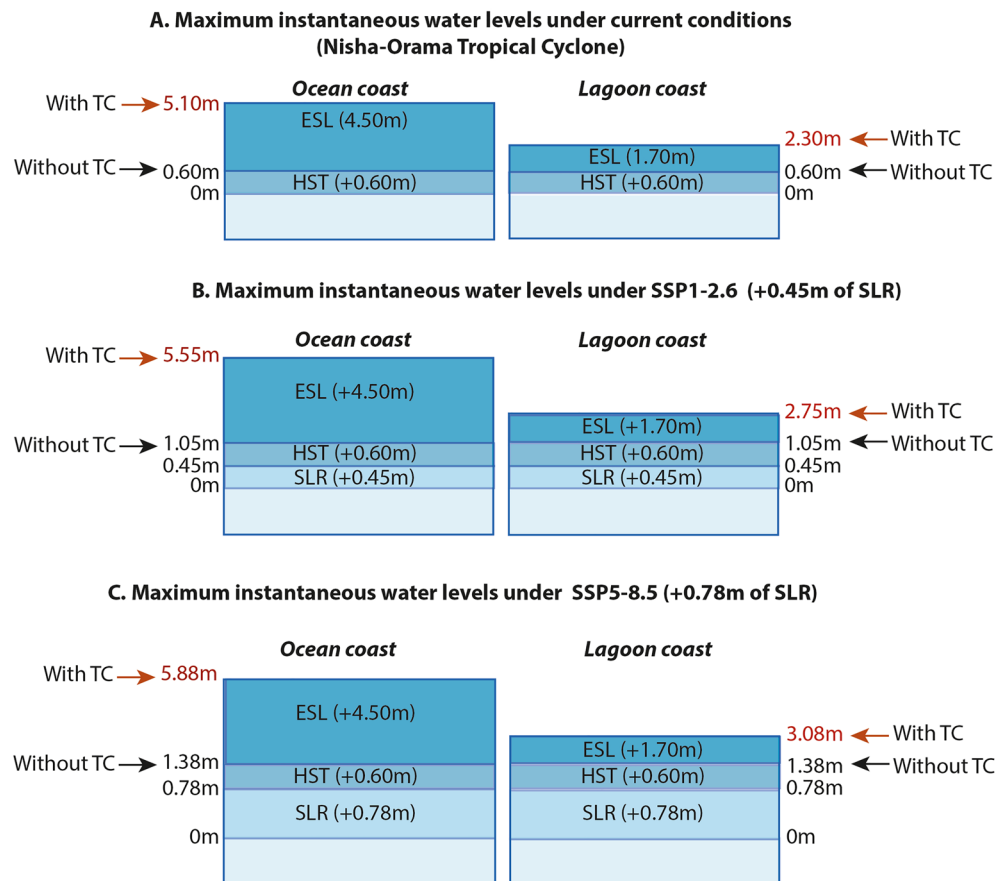 A. Maximum instantaneous water levels under current conditions
(Nisha-Orama Tropical Cyclone)
Ocean coast
Lagoon coast
With TC
5.10m
ESL (4.50m)
Without TC
0.60m
HST (+0.60m)
0m
ESL (1.70m)
2.30m
With TC
HST (+0.60m)
0.60m
Without TC
0m
B. Maximum instantaneous water levels under SSP1-2.6 (+0.45m of SLR)
Ocean coast
Lagoon coast
With TC
5.55m
ESL (+4.50m)
Without TC
1.05m
HST (+0.60m)
0.45m
SLR (+0.45m)
0m
2.75m
With TC
ESL (+1.70m)
1.05m
Without TC
HST (+0.60m)
0.45m
SLR (+0.45m)
0m
C. Maximum instantaneous water levels under SSP5-8.5 (+0.78m of SLR)
Ocean coast
Lagoon coast
With TC
5.88m
ESL (+4.50m)
Without TC
1.38m
HST (+0.60m)
0.78m
SLR (+0.78m)
0m
3.08m
With TC
ESL (+1.70m)
1.38m
Without TC
HST (+0.60m)
0.78m
SLR (+0.78m)
0m